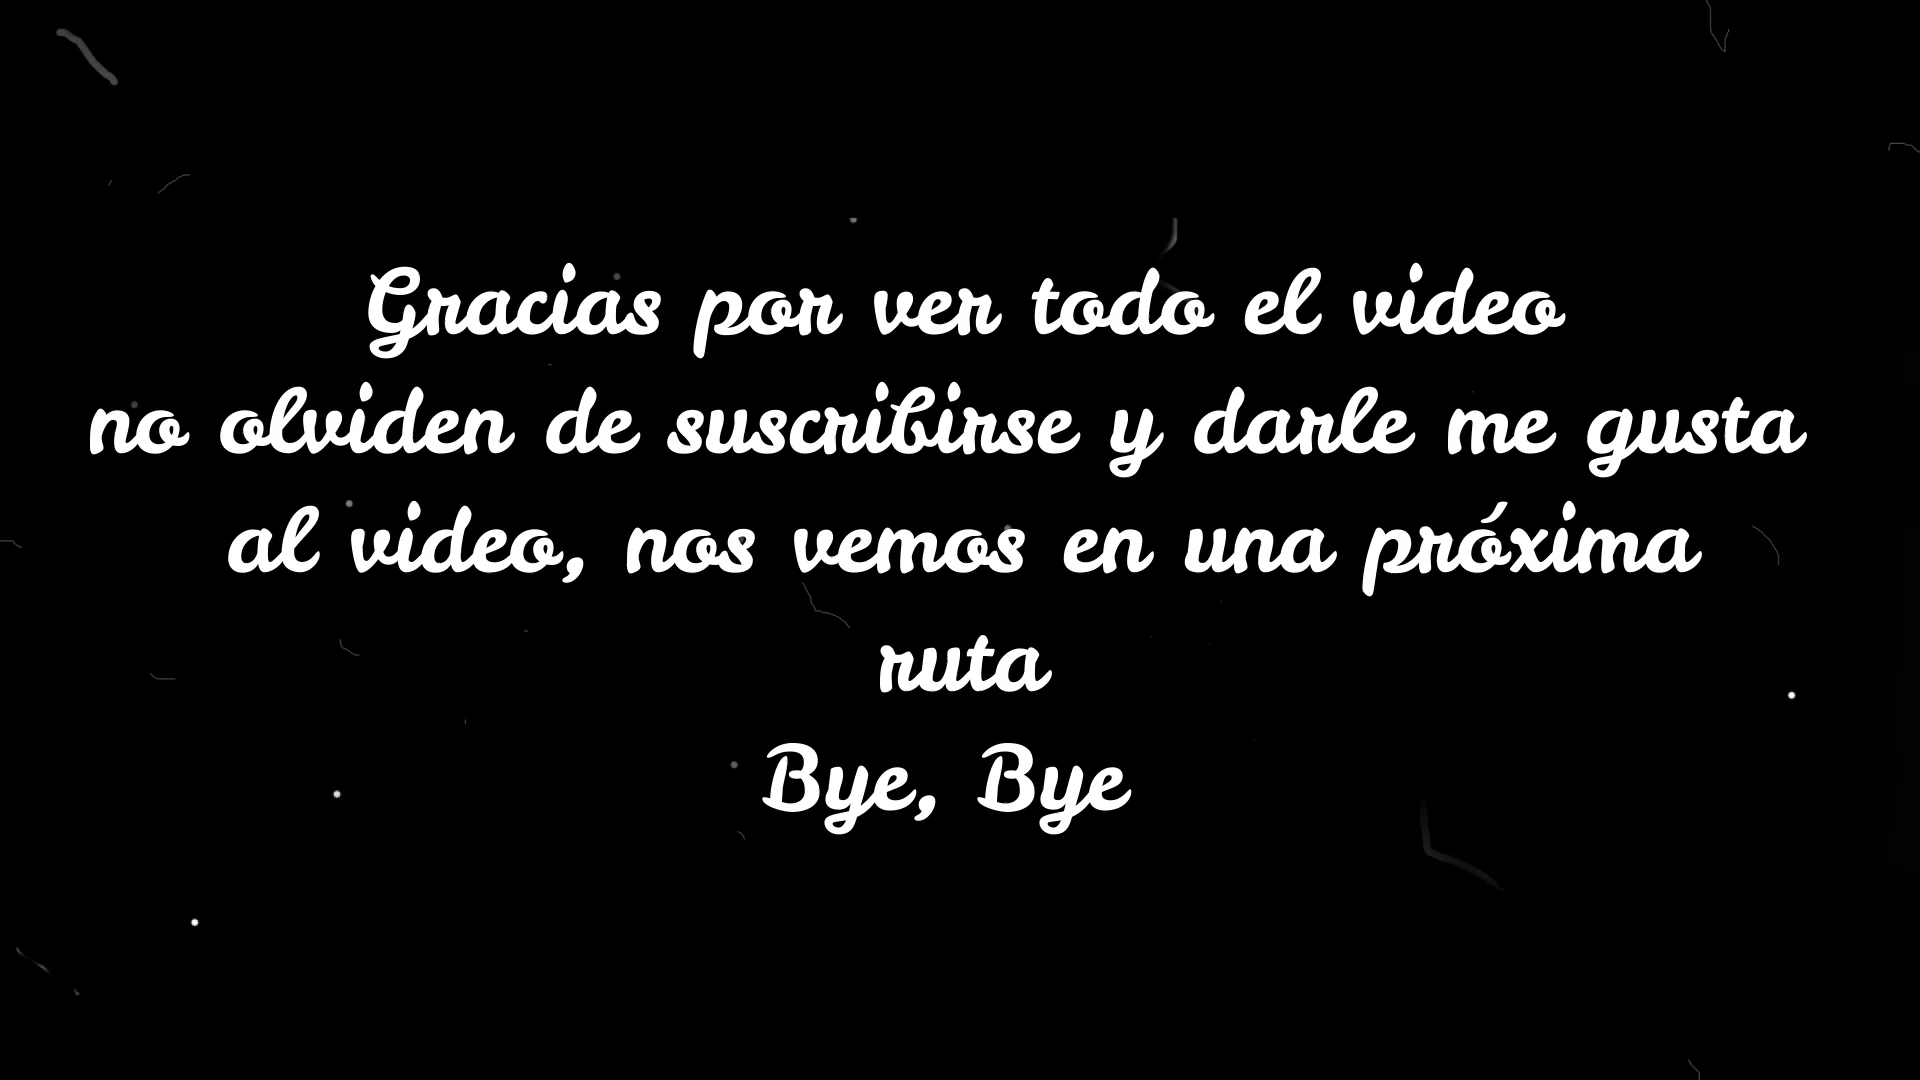 Gracias por ver todo el video
no olviden de suscribirse y darle me gusta
al video, nos vemos en una próxima
ruta
Bye, Bye